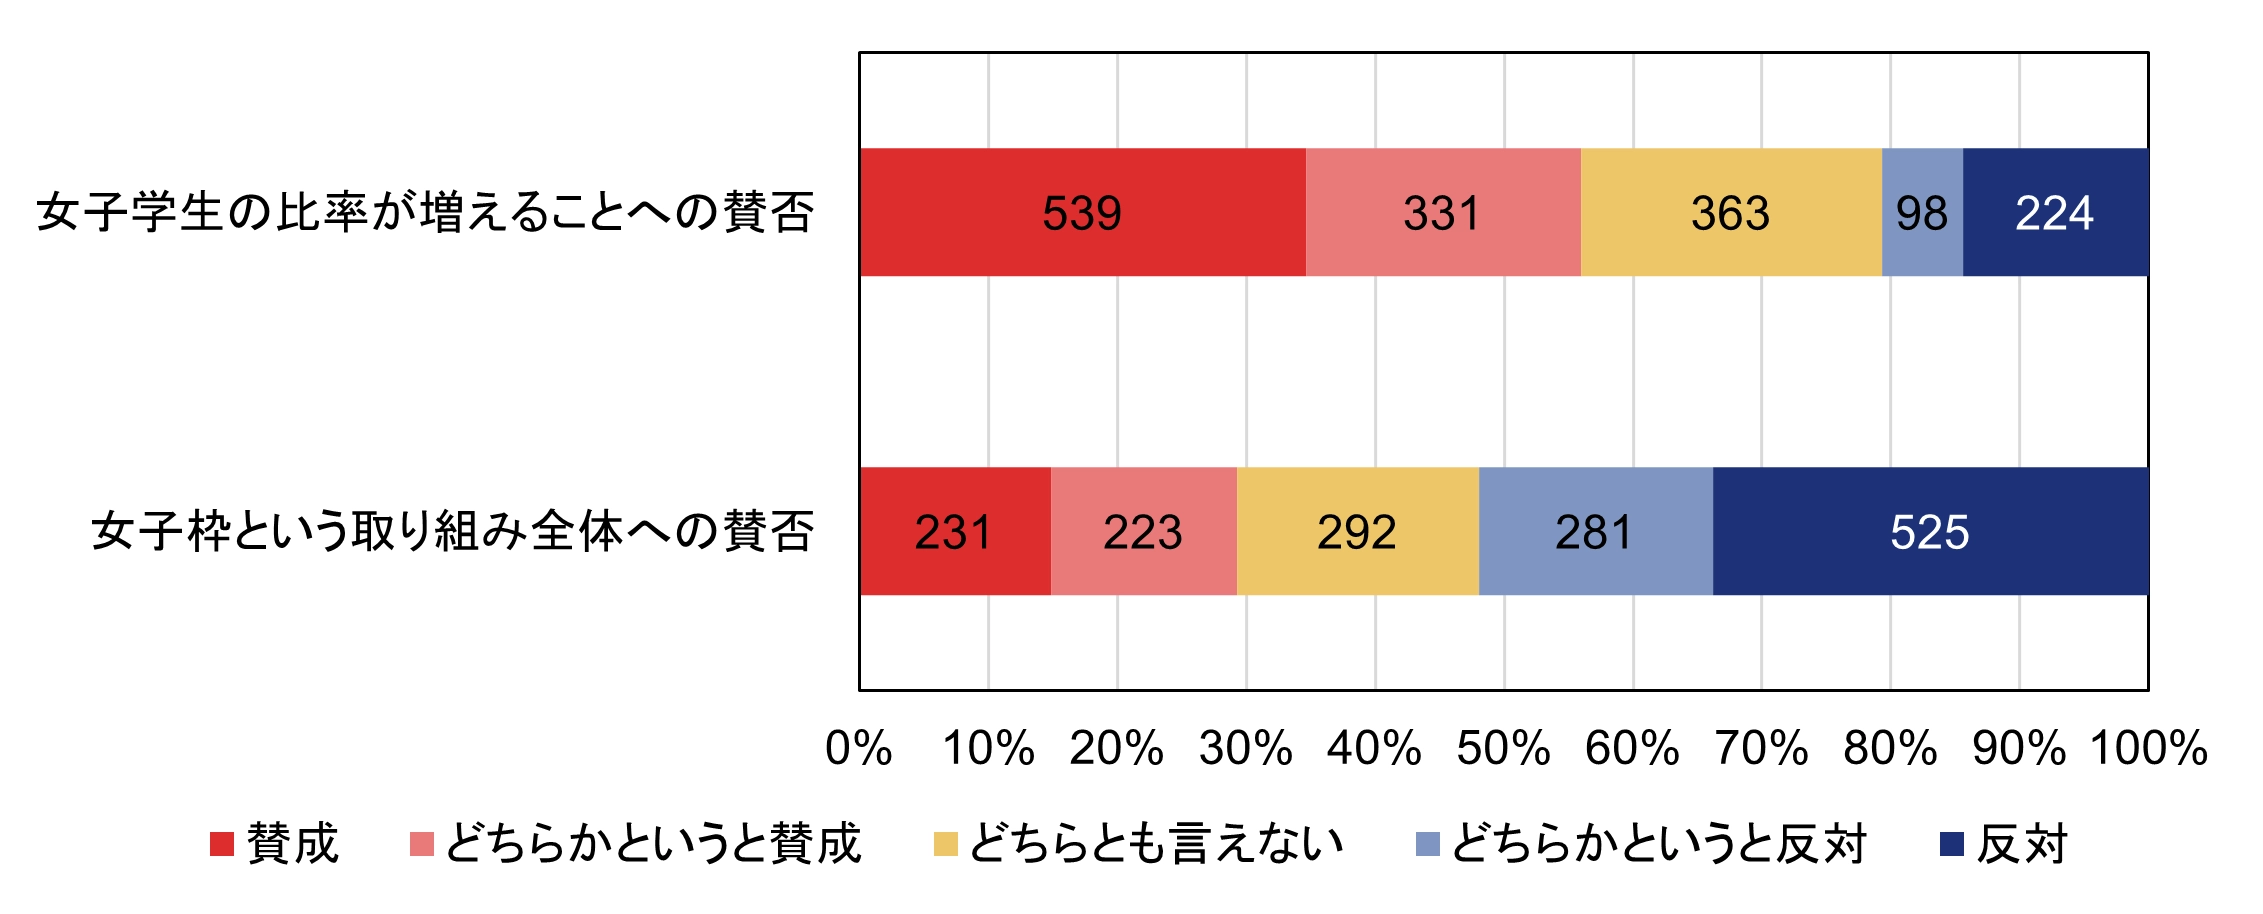 女子学生の比率が増えることへの賛否
539 331 363 98 224
女子枠という取り組み全体への賛否
231 223 292 281 525
0% 10% 20% 30% 40% 50% 60% 70% 80% 90% 100%
賛成 どちらかというと賛成 どちらとも言えない どちらかというと反対 反対